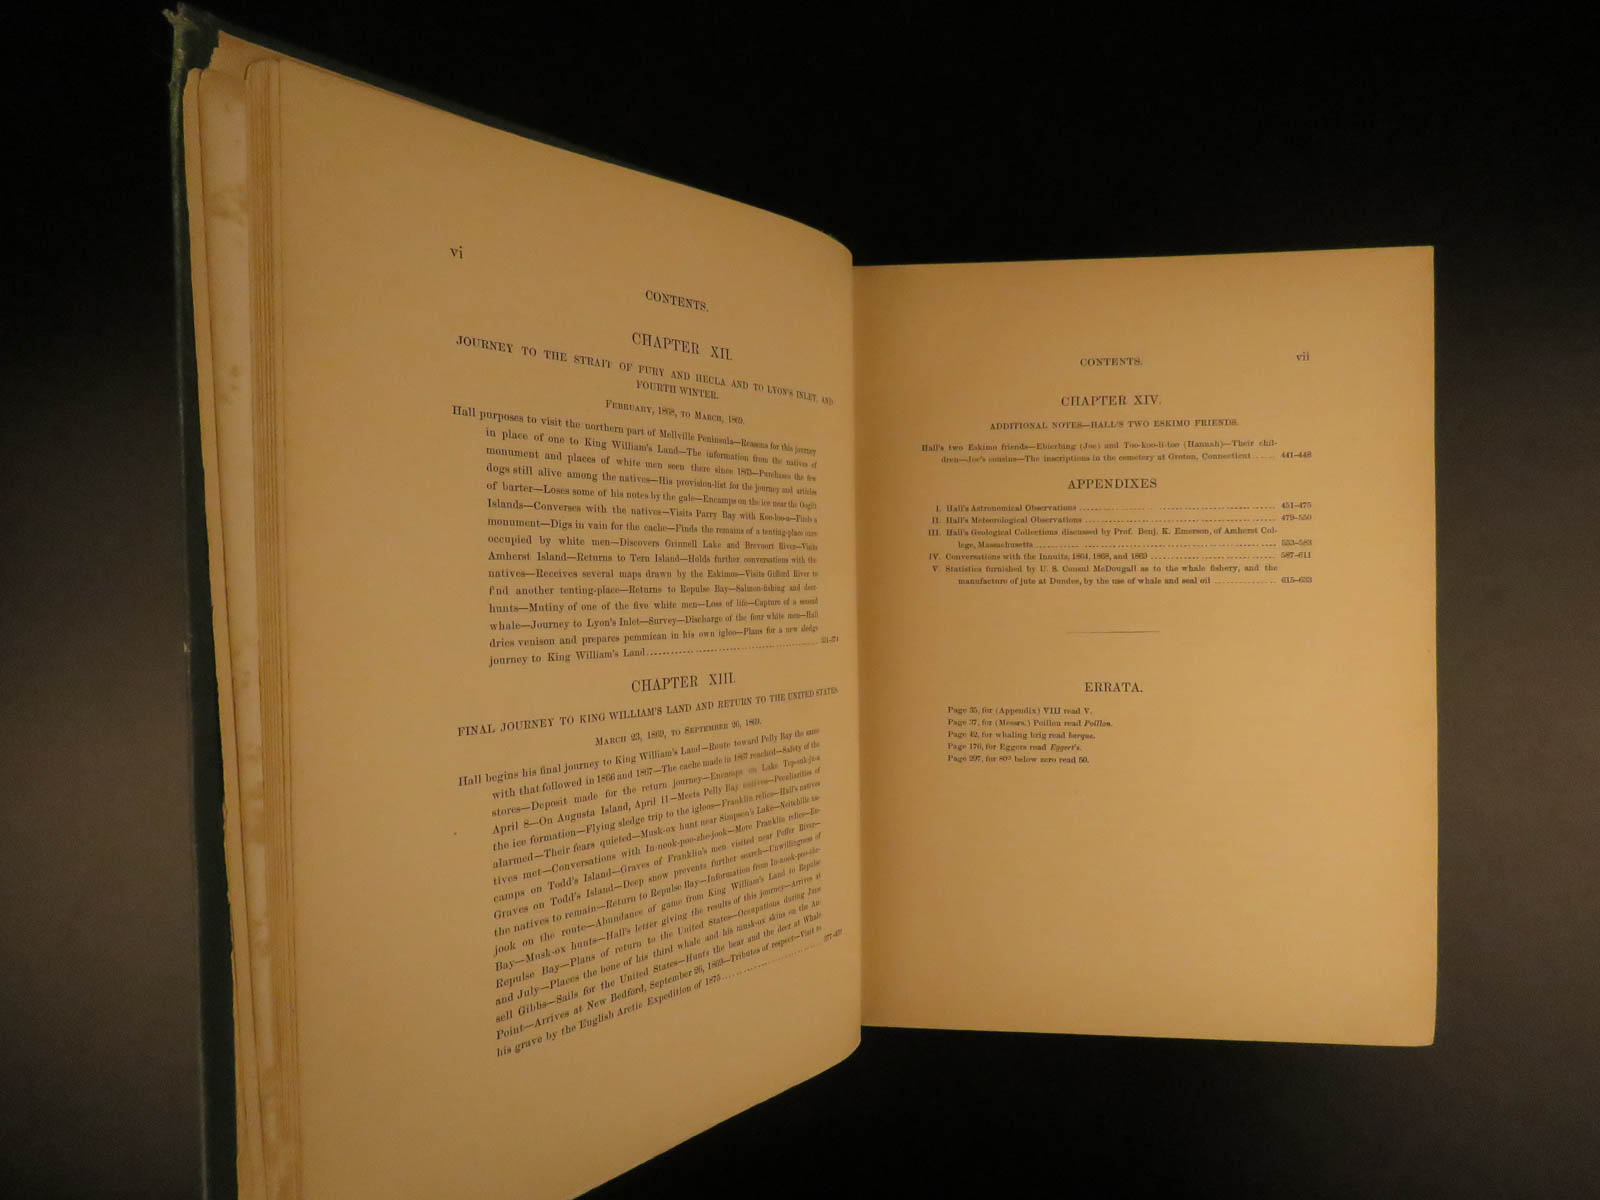 vi
CONTENTS.
CHAPTER XII.
JOURNEY TO THE STRAIT OF FURY AND HECLA AND TO LYON'S INLET, AND
FOURTH WINTER.
FEBRUARY, 1868, TO MARCH, 1869.
Hall purposes to visit the northern part of Mellville Peninsula—Reasons for this journey
in place of one to King William's Land—The information from the natives of
monument and places of white men seen there since 1875—Purchases the few
dogs still alive among the natives—His provision-list for the journey and articles
of barter—Loses some of his notes by the gale—Encamps on the ice near the Ooglit
Islands—Converses with the natives—Visits Parry Bay with Koo-loo-a—Finds a
monument—Digs in vain for the cache—Finds the remains of a tenting-place once
occupied by white men—Discovers Grinnell Lake and Brevoort River—Visits
Amherst Island—Returns to Tern Island—Holds further conversations with the
natives—Receives several maps drawn by the Eskimos—Visits Gifford River to
find another tenting-place—Returns to Repulse Bay—Salmon-fishing and deer-
hunts—Mutiny of one of the five white men—Loss of life—Capture of a second
whale—Journey to Lyon's Inlet—Survey—Discharge of the four white men—Hall
dries venison and prepares pemmican in his own igloo—Plans for a new sledge
journey to King William's Land
CHAPTER XIII.
FINAL JOURNEY TO KING WILLIAM'S LAND AND RETURN TO THE UNITED STATES.
MARCH 23, 1869, TO SEPTEMBER 26, 1869.
Hall begins his final journey to King William's Land—Route toward Pelly Bay the same
with that followed in 1866 and 1867—The cache made in 1867 reached—Safety of the
stores—Deposit made for the return journey—Encamps on Lake
April 8—On Augusta Island, April 11—Meets Pelly Bay natives—Peculiarities of
the ice formation—Flying sledge trip to the igloos—Franklin relics—Hall's natives
alarmed—Their fears quieted—Musk-ox hunt near Simpson's Lake—Neitchille na-
tives met—Conversations with In-nook-poo-zhe-jook—More Franklin relics—En-
camps on Todd's Island—Graves of Franklin's men visited near Peffer River—
Graves on Todd's Island—Deep snow prevents further search—Unwillingness of
the natives to remain—Return to Repulse Bay—Information from In-nook-poo-zhe-
jook on the route—Abundance of game from King William's Land to Repulse
Bay—Musk-ox hunts—Hall's letter giving the results of this journey—Arrives at
Repulse Bay—Plans of return to the United States—Occupations during June
and July—Places the bone of his third whale and his musk-ox skins on the An-
sell Gibbs—Sails for the United States—Hunts the bear and the deer at Whale
Point—Arrives at New Bedford, September 26, 1869—Tributes of respect—Visit to
his grave by the English Arctic Expedition of 1875
vii
CONTENTS.
CHAPTER XIV.
ADDITIONAL NOTES—HALL'S TWO ESKIMO FRIENDS.
Hall's two Eskimo friends—Ebierbing (Joe) and Too-koo-li-too (Hannah)—Their chil-
dren—Joe's cousins—The inscriptions in the cemetery at Groton, Connecticut ..... 441–448
APPENDIXES
I. Hall's Astronomical Observations ..... 451–475
II. Hall's Meteorological Observations ..... 479–550
III. Hall's Geological Collections discussed by Prof. Benj. K. Emerson, of Amherst Col-
lege, Massachusetts ..... 553–583
IV. Conversations with the Innuits, 1864, 1868, and 1869 ..... 587–611
V. Statistics furnished by U. S. Consul McDougall as to the whale fishery, and the
manufacture of jute at Dundee, by the use of whale and seal oil ..... 615–633
ERRATA.
Page 35, for (Appendix) VIII read V.
Page 37, for (Messrs.) Poillon read Poillon.
Page 42, for whaling brig read barque.
Page 176, for Eggers read Eggert's.
Page 297, for 80° below zero read 50.